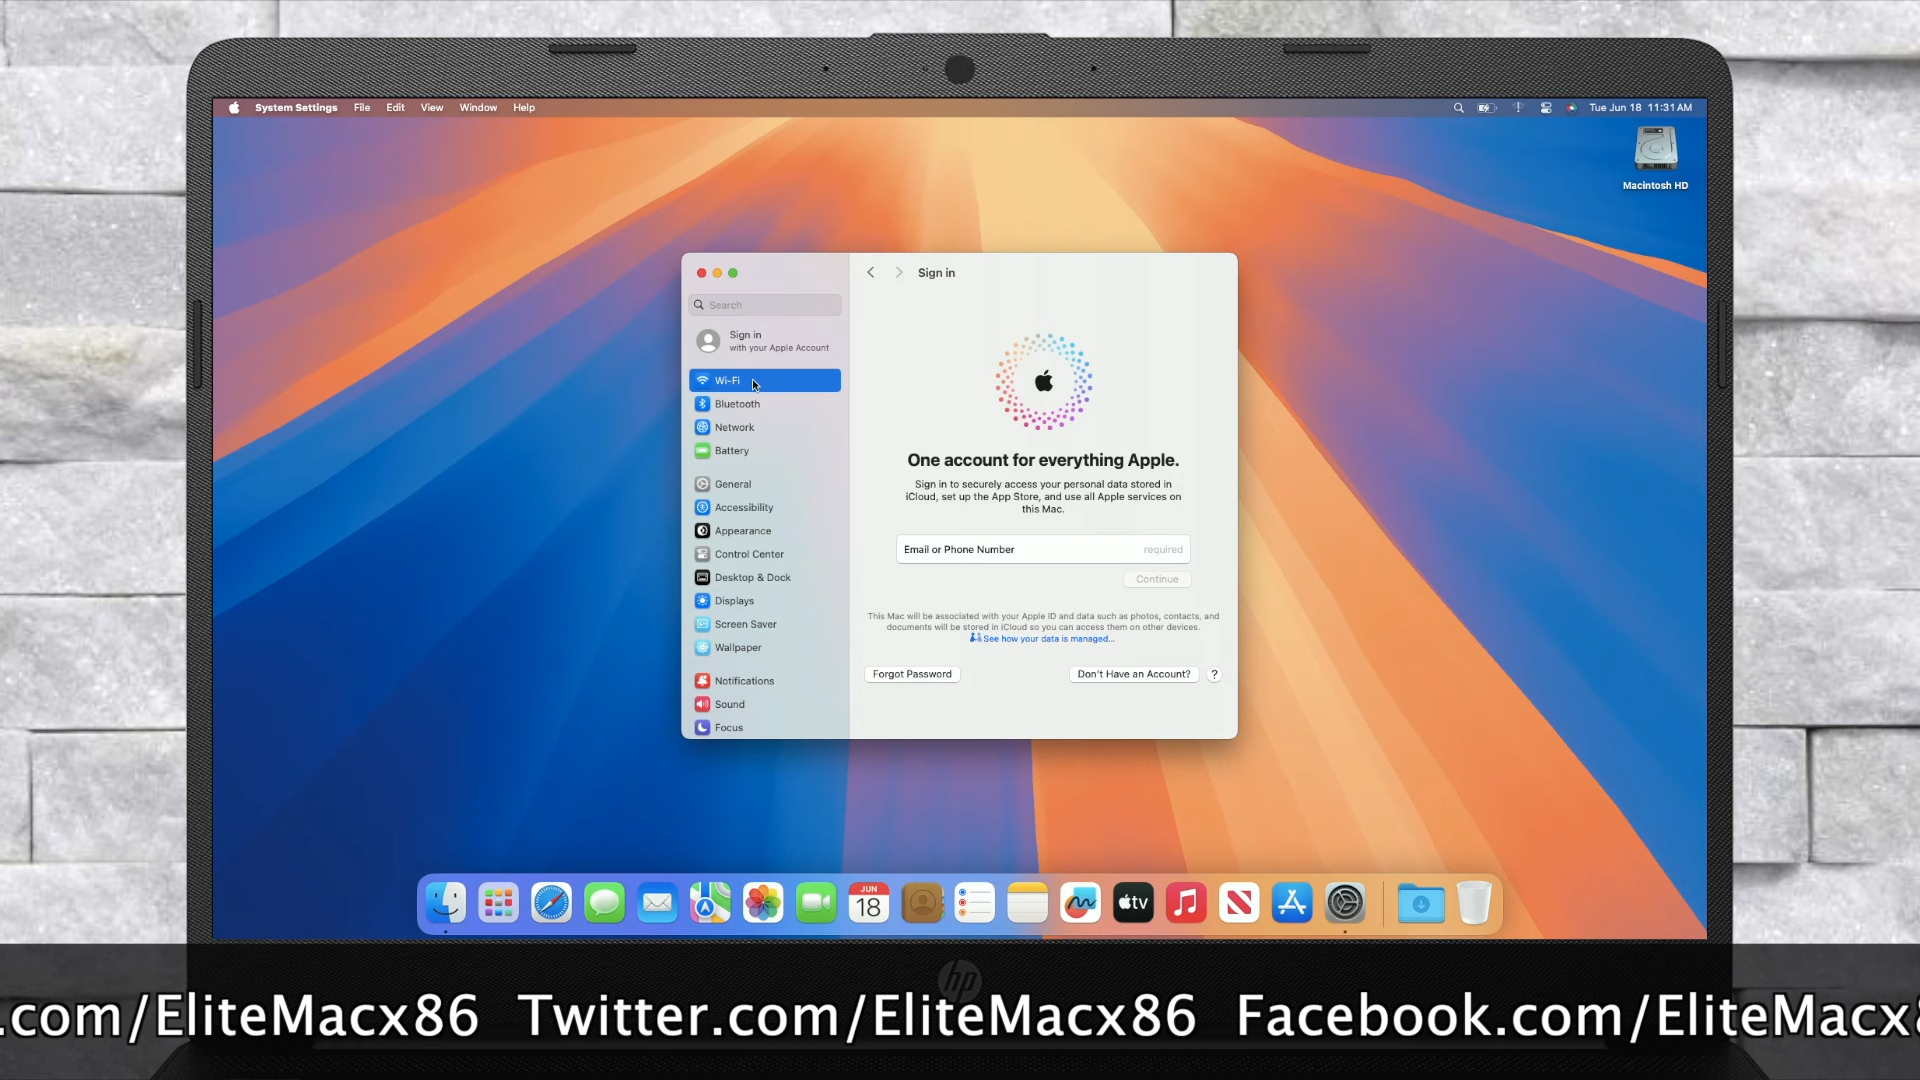 System Settings File Edit View Window Help Tue Jun 18 11:31 AM
Macintosh HD
Sign in
Search
Sign in
with your Apple Account
Wi-Fi
Bluetooth
Network
Battery
General
Accessibility
Appearance
Control Center
Desktop & Dock
Displays
Screen Saver
Wallpaper
Notifications
Sound
Focus
One account for everything Apple.
Sign in to securely access your personal data stored in
iCloud, set up the App Store, and use all Apple services on
this Mac.
Email or Phone Number required
Continue
This Mac will be associated with your Apple ID and data such as photos, contacts, and
documents will be stored in iCloud so you can access them on other devices.
See how your data is managed...
Forgot Password Don't Have an Account? ?
JUN
18
tv
hp
.com/EliteMacx86 Twitter.com/EliteMacx86 Facebook.com/EliteMacx8